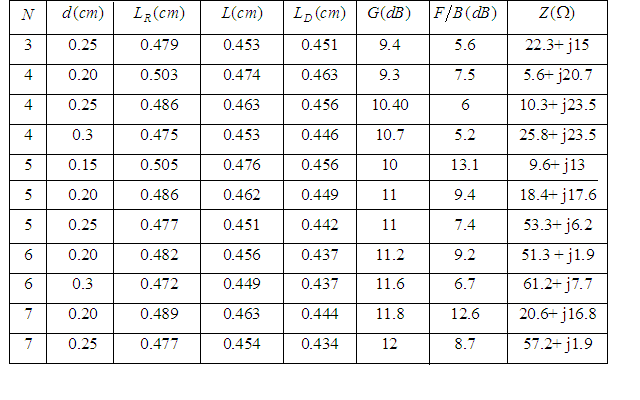 N d(cm) L_R(cm) L(cm) L_D(cm) G(dB) F/B(dB) Z(Ω)
3 0.25 0.479 0.453 0.451 9.4 5.6 22.3+ j15
4 0.20 0.503 0.474 0.463 9.3 7.5 5.6+ j20.7
4 0.25 0.486 0.463 0.456 10.40 6 10.3+ j23.5
4 0.3 0.475 0.453 0.446 10.7 5.2 25.8+ j23.5
5 0.15 0.505 0.476 0.456 10 13.1 9.6+ j13
5 0.20 0.486 0.462 0.449 11 9.4 18.4+ j17.6
5 0.25 0.477 0.451 0.442 11 7.4 53.3+ j6.2
6 0.20 0.482 0.456 0.437 11.2 9.2 51.3 + j1.9
6 0.3 0.472 0.449 0.437 11.6 6.7 61.2+ j7.7
7 0.20 0.489 0.463 0.444 11.8 12.6 20.6+ j16.8
7 0.25 0.477 0.454 0.434 12 8.7 57.2+ j1.9